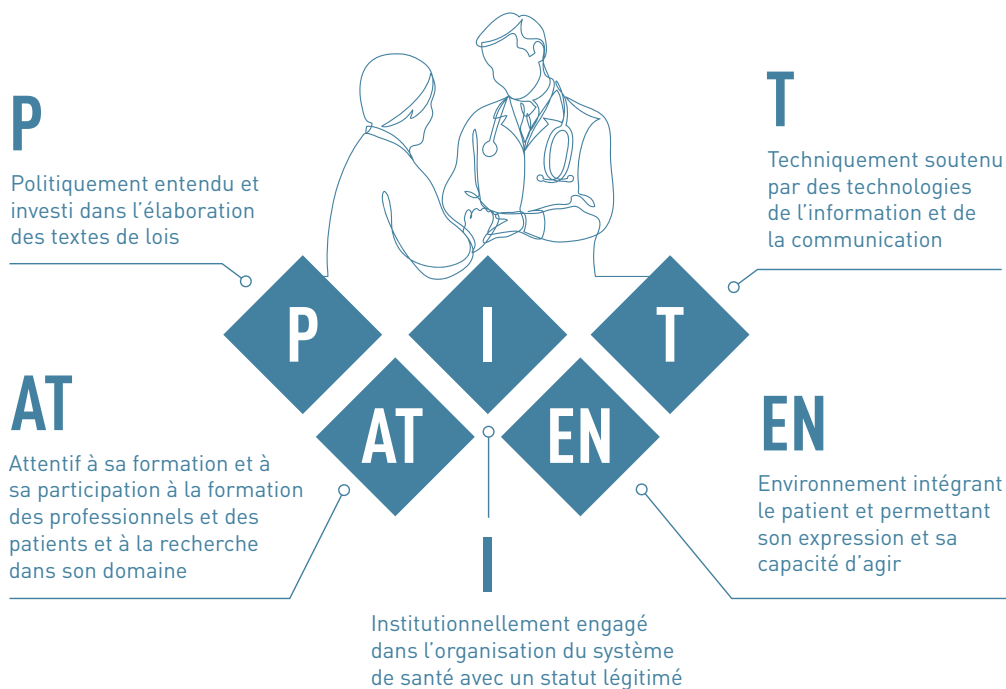 P
Politiquement entendu et
investi dans l’élaboration
des textes de lois
T
Techniquement soutenu
par des technologies
de l’information et de
la communication
P
I
T
AT
EN
AT
Attentif à sa formation et à
sa participation à la formation
des professionnels et des
patients et à la recherche
dans son domaine
EN
Environnement intégrant
le patient et permettant
son expression et sa
capacité d’agir
I
Institutionnellement engagé
dans l’organisation du système
de santé avec un statut légitimé